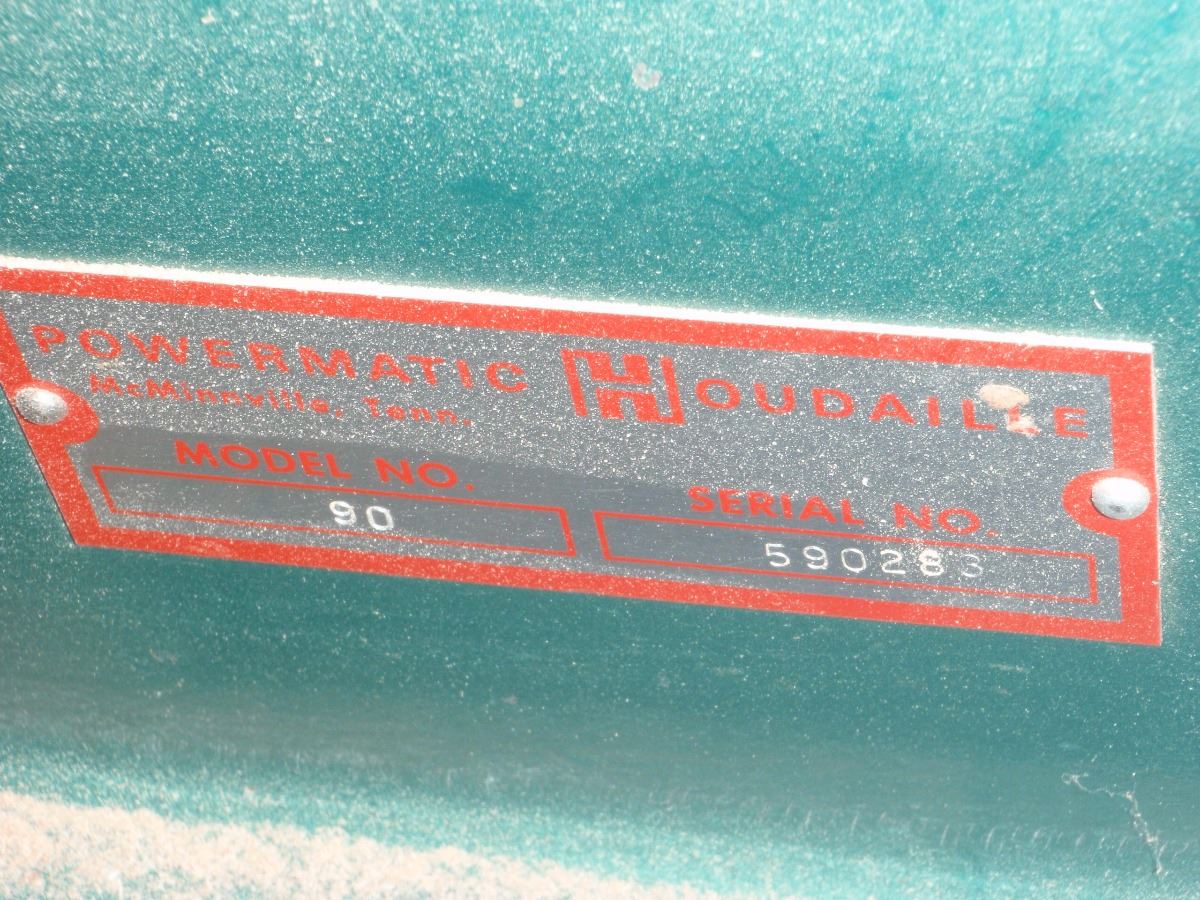 POWERMATIC HOUDAILLE
McMinnville, Tenn.
MODEL NO. SERIAL NO.
90 590283